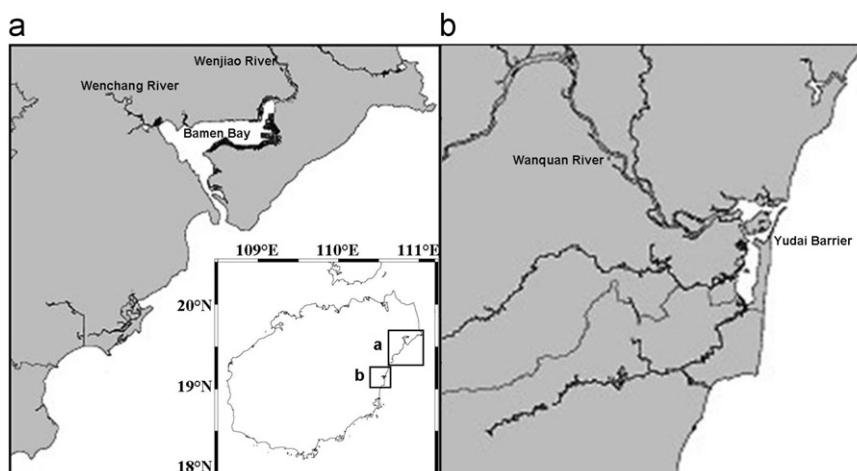 a
Wenjiao River
Wenchang River
Bamen Bay
109°E 110°E 111°E
20°N
19°N
18°N
a
b
b
Wanquan River
Yudai Barrier